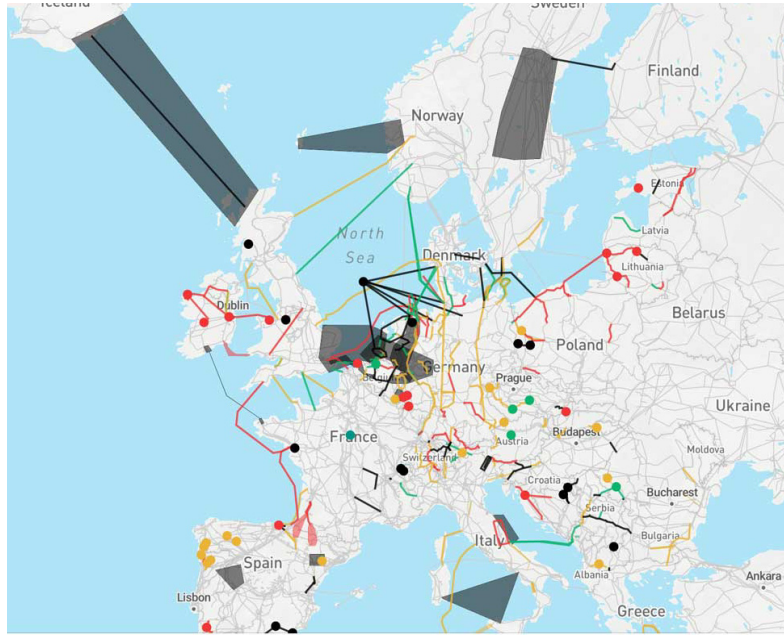 Iceland
Sweden
Finland
Norway
Estonia
North
Sea
Latvia
Denmark
Lithuania
Dublin
Belarus
Poland
Germany
Belgium
Prague
Ukraine
France
Austria
Budapest
Switzerland
Moldova
Croatia
Bucharest
Serbia
Italy
Bulgaria
Spain
Albania
Ankara
Lisbon
Greece